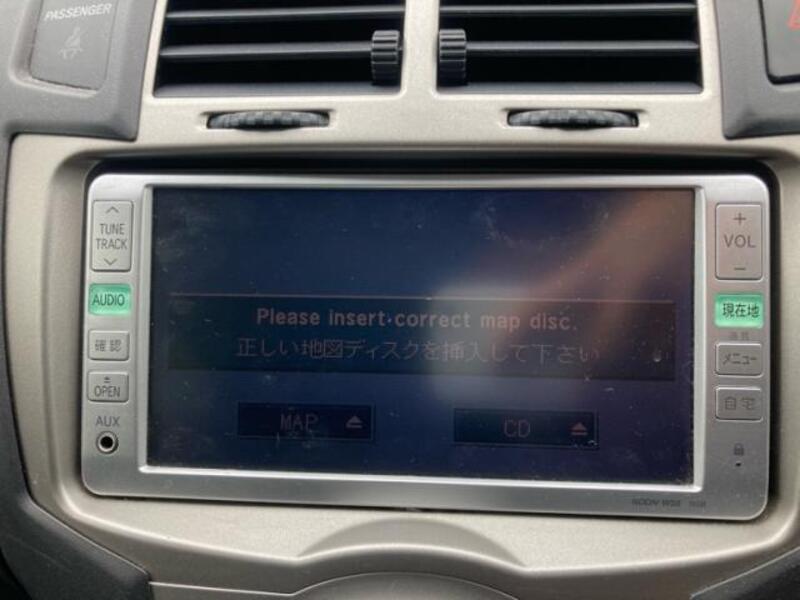 PASSENGER
TUNE
TRACK
AUDIO
確認
OPEN
AUX
Please insert correct map disc.
正しい地図ディスクを挿入して下さい
MAP
CD
+
VOL
−
現在地
画質
メニュー
自宅